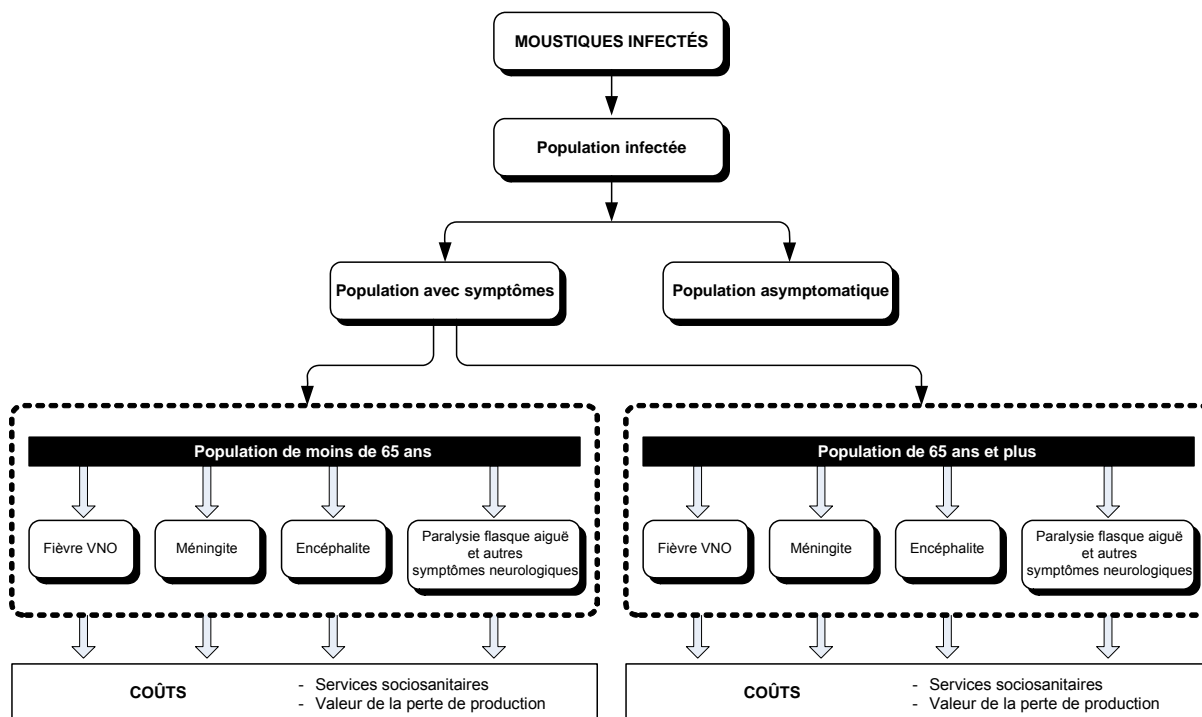 MOUSTIQUES INFECTÉS
Population infectée
Population avec symptômes
Population asymptomatique
Population de moins de 65 ans
Fièvre VNO
Méningite
Encéphalite
Paralysie flasque aiguë
et autres
symptômes neurologiques
COÛTS
- Services sociosanitaires
- Valeur de la perte de production
Population de 65 ans et plus
Fièvre VNO
Méningite
Encéphalite
Paralysie flasque aiguë
et autres
symptômes neurologiques
COÛTS
- Services sociosanitaires
- Valeur de la perte de production